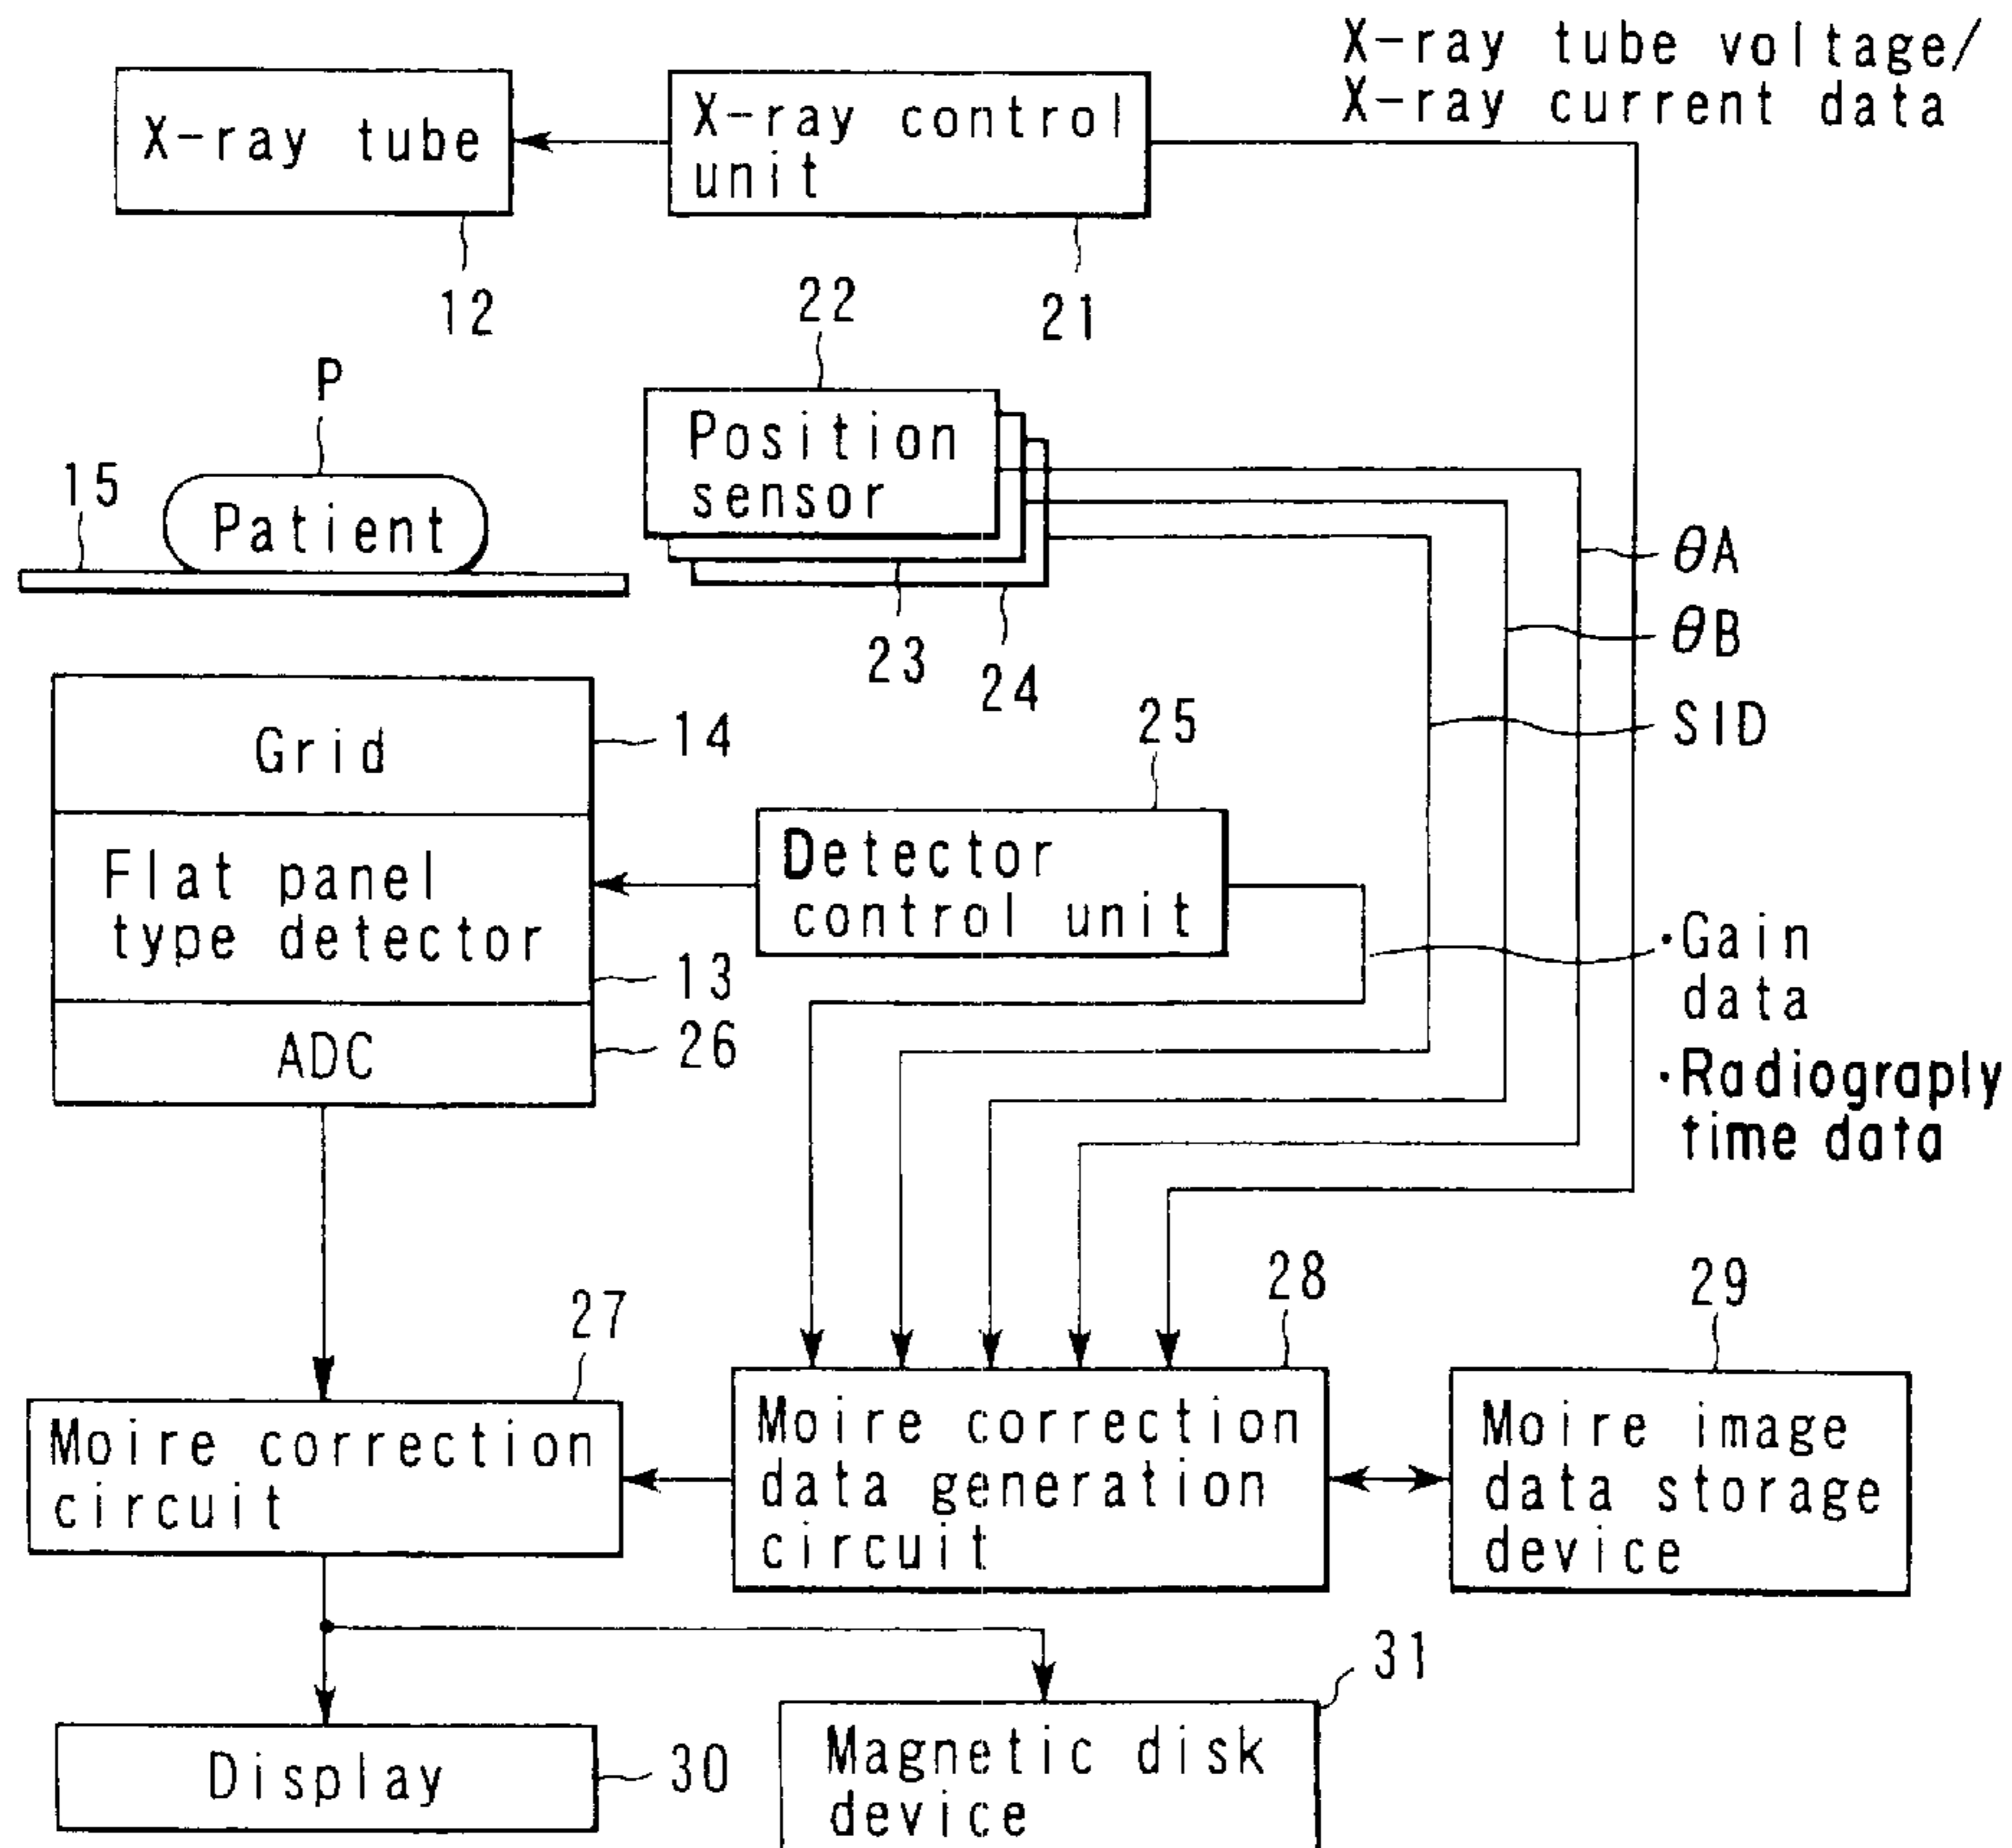 X-ray tube voltage/
X-ray current data
X-ray tube
X-ray control
unit
12
21
22
P
Position
sensor
15
Patient
θA
θB
23
24
SID
Grid
14
25
Flat panel
type detector
Detector
control unit
·Gain
data
13
ADC
26
·Radiograply
time data
28
29
27
Moire correction
circuit
Moire correction
data generation
circuit
Moire image
data storage
device
31
Display
30
Magnetic disk
device